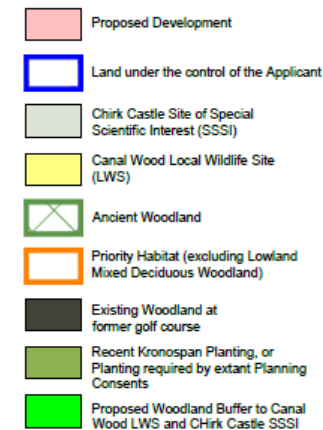 Proposed Development
Land under the control of the Applicant
Chirk Castle Site of Special
Scientific Interest (SSSI)
Canal Wood Local Wildlife Site
(LWS)
Ancient Woodland
Priority Habitat (excluding Lowland
Mixed Deciduous Woodland)
Existing Woodland at
former golf course
Recent Kronospan Planting, or
Planting required by extant Planning
Consents
Proposed Woodland Buffer to Canal
Wood LWS and CHirk Castle SSSI